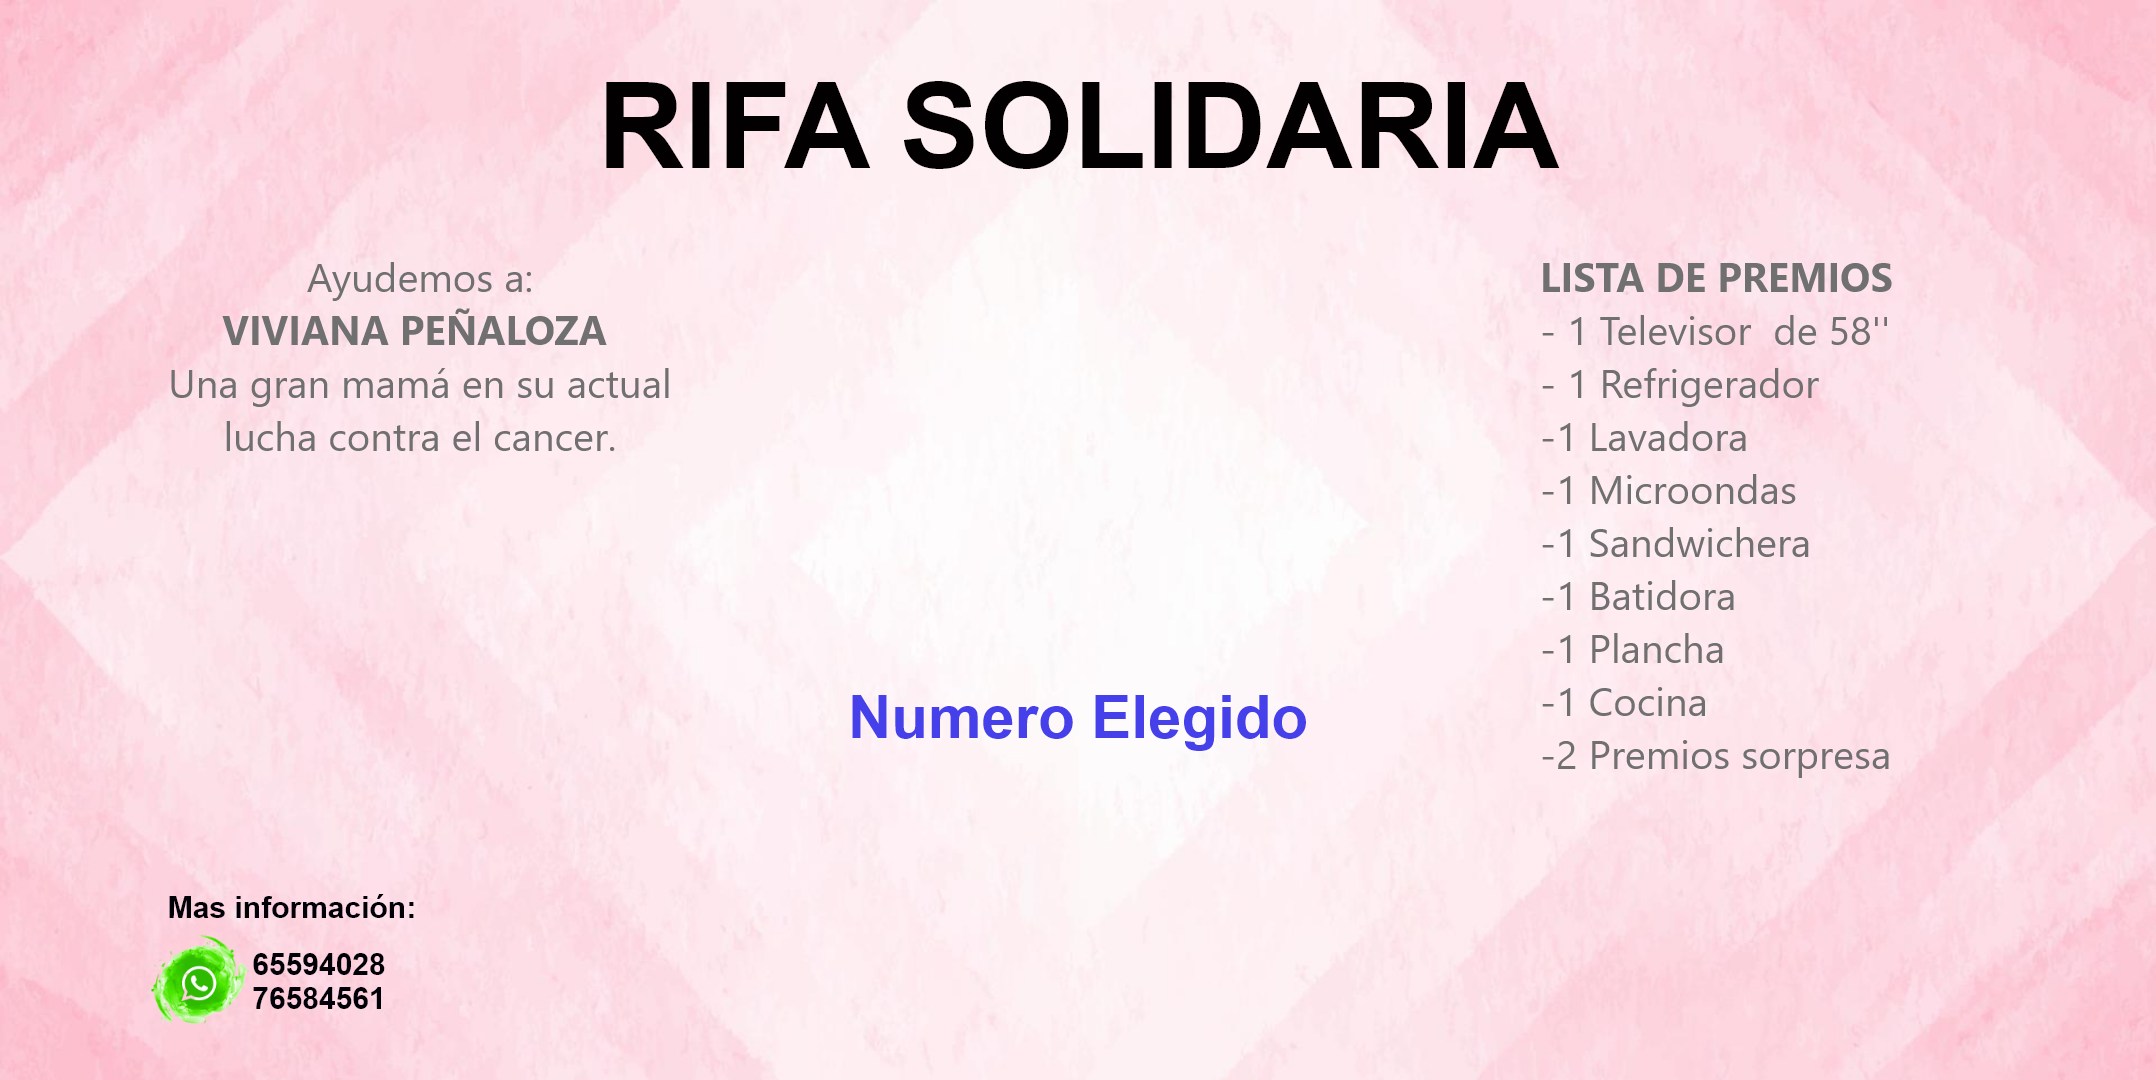 RIFA SOLIDARIA
Ayudemos a:
VIVIANA PEÑALOZA
Una gran mamá en su actual
lucha contra el cancer.
LISTA DE PREMIOS
- 1 Televisor  de 58''
- 1 Refrigerador
-1 Lavadora
-1 Microondas
-1 Sandwichera
-1 Batidora
-1 Plancha
-1 Cocina
-2 Premios sorpresa
Numero Elegido
Mas información:
65594028
76584561